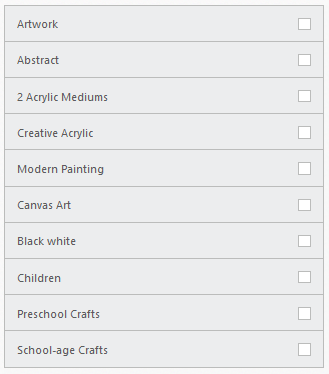 Artwork
Abstract
2 Acrylic Mediums
Creative Acrylic
Modern Painting
Canvas Art
Black white
Children
Preschool Crafts
School-age Crafts